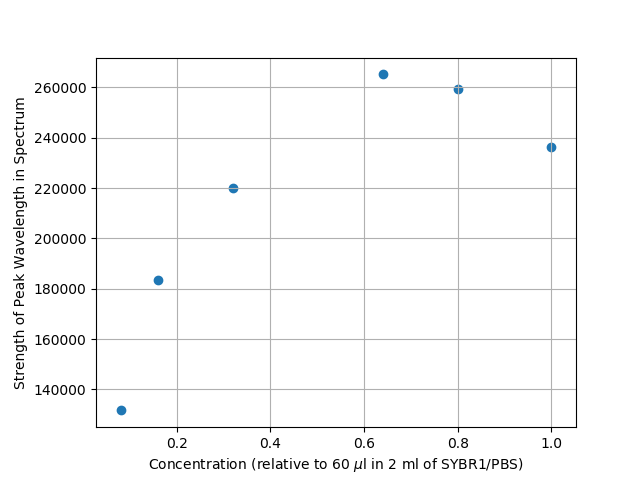 Strength of Peak Wavelength in Spectrum
260000
240000
220000
200000
180000
160000
140000
0.2 0.4 0.6 0.8 1.0
Concentration (relative to 60 μl in 2 ml of SYBR1/PBS)